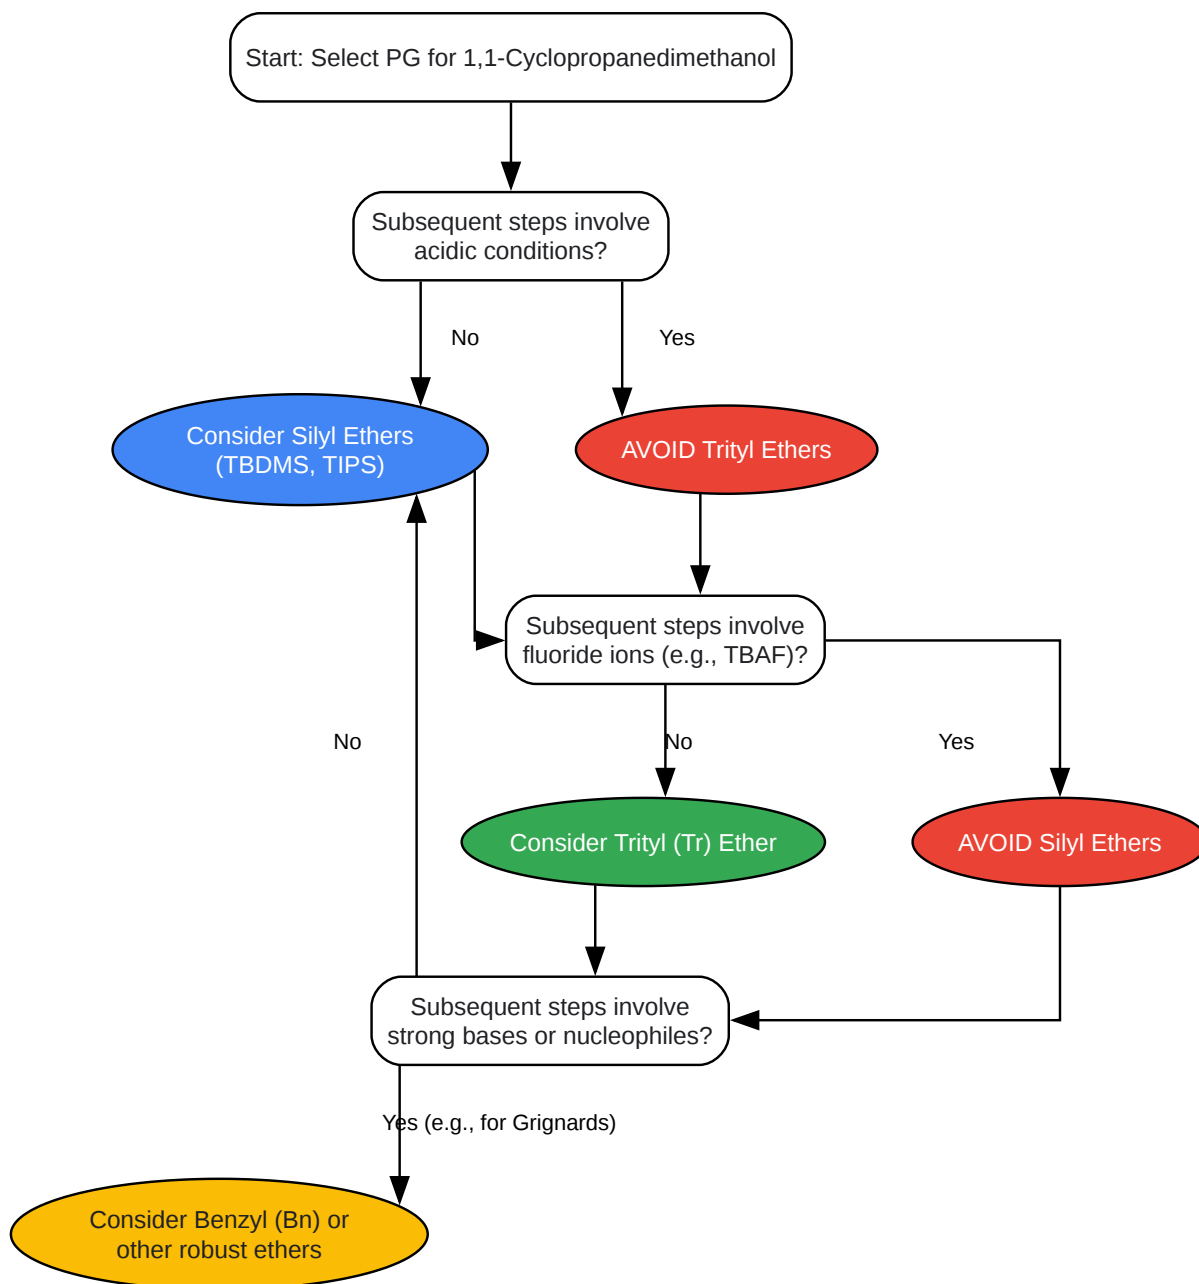 Start: Select PG for 1,1-Cyclopropanedimethanol
Subsequent steps involve
acidic conditions?
No
Yes
Consider Silyl Ethers
(TBDMS, TIPS)
AVOID Trityl Ethers
Subsequent steps involve
fluoride ions (e.g., TBAF)?
No
No
Yes
Consider Trityl (Tr) Ether
AVOID Silyl Ethers
Subsequent steps involve
strong bases or nucleophiles?
Yes (e.g., for Grignards)
Consider Benzyl (Bn) or
other robust ethers